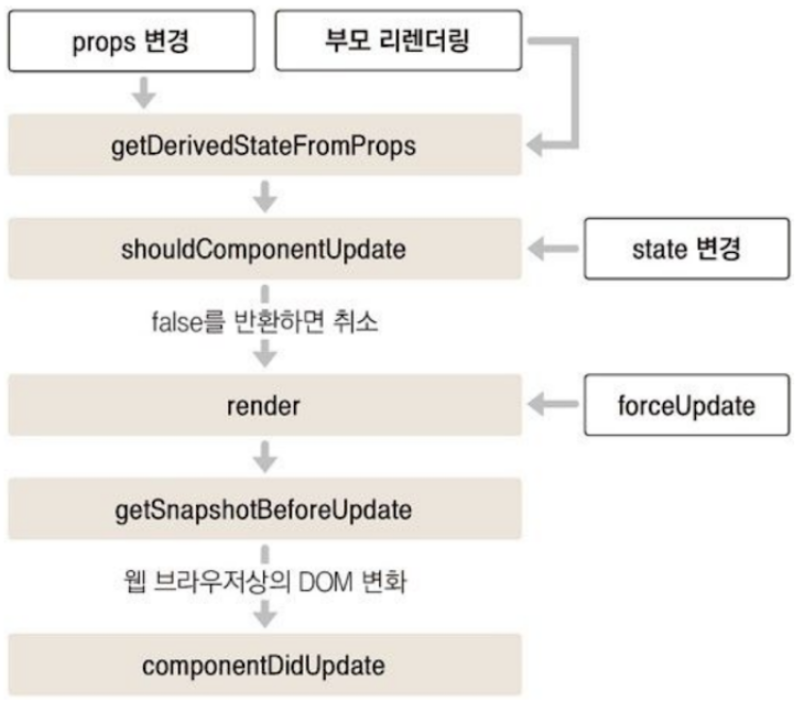 props 변경
부모 리렌더링
getDerivedStateFromProps
shouldComponentUpdate
state 변경
false를 반환하면 취소
render
forceUpdate
getSnapshotBeforeUpdate
웹 브라우저상의 DOM 변화
componentDidUpdate